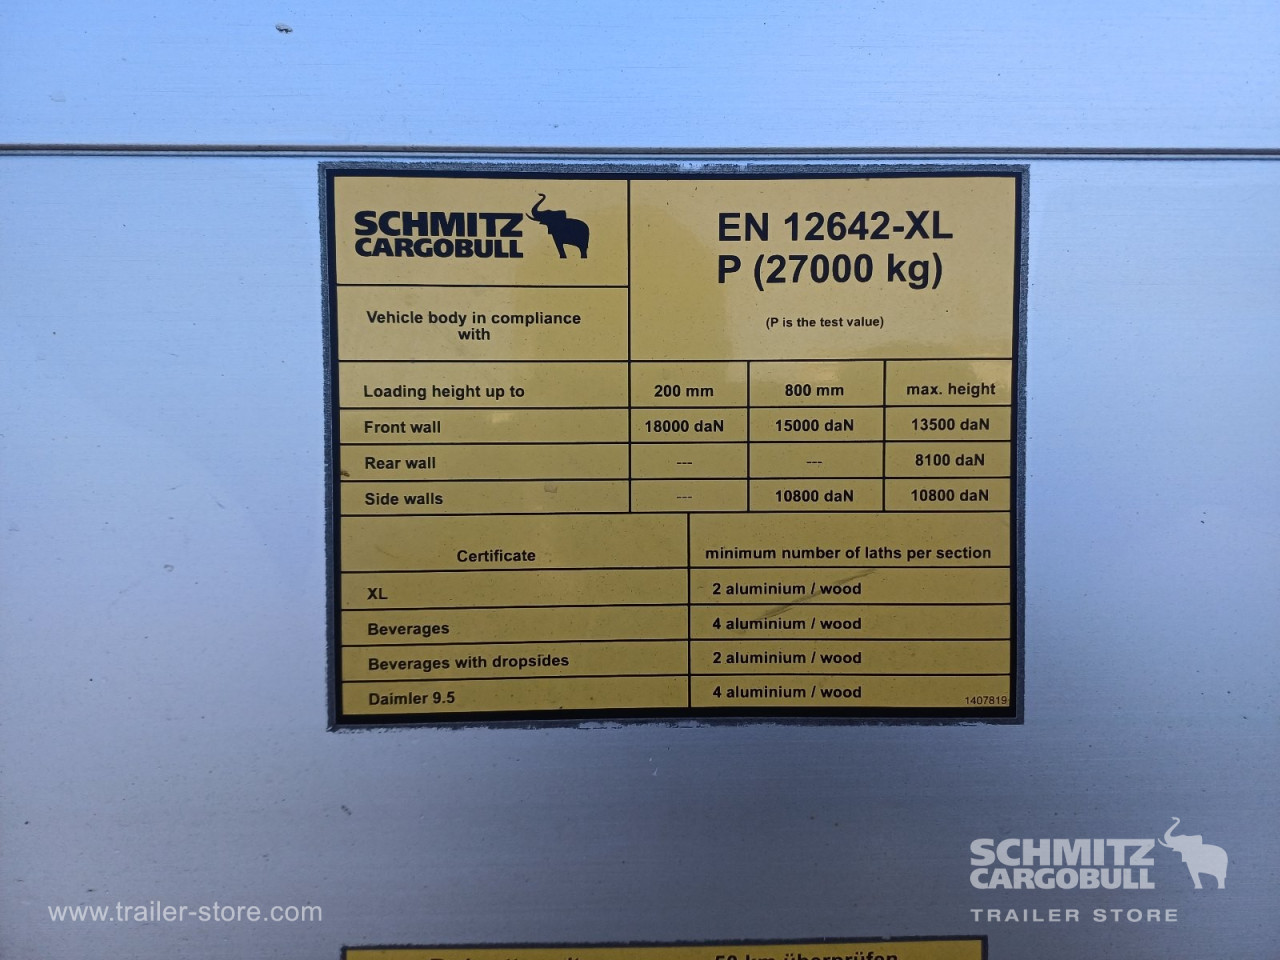 SCHMITZ
CARGOBULL
EN 12642-XL
P (27000 kg)
Vehicle body in compliance
with
(P is the test value)
Loading height up to 200 mm 800 mm max. height
Front wall 18000 daN 15000 daN 13500 daN
Rear wall --- --- 8100 daN
Side walls --- 10800 daN 10800 daN
Certificate minimum number of laths per section
XL 2 aluminium / wood
Beverages 4 aluminium / wood
Beverages with dropsides 2 aluminium / wood
Daimler 9.5 4 aluminium / wood
1407819
SCHMITZ
CARGOBULL
TRAILER STORE
www.trailer-store.com
50 km überprüfen